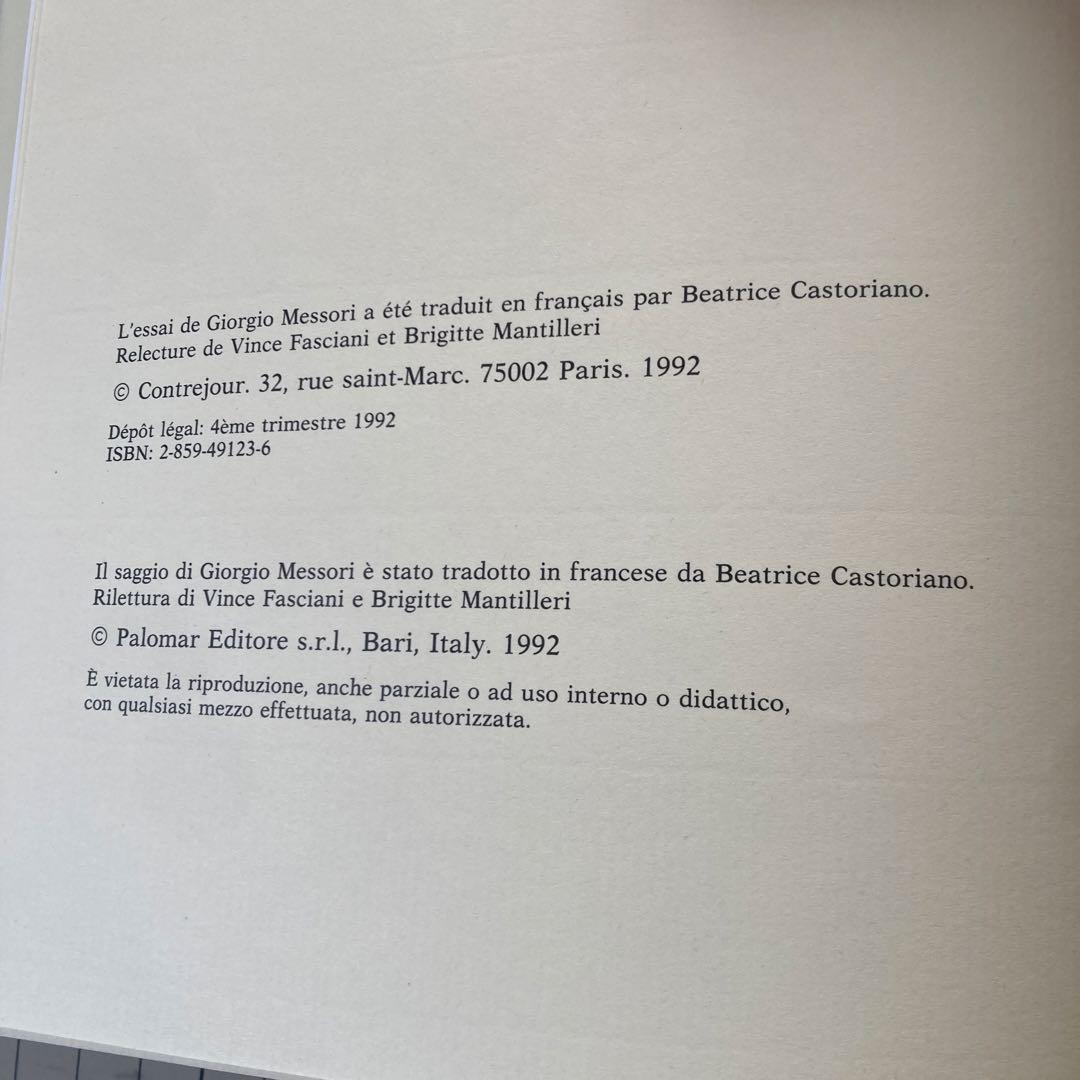 L'essai de Giorgio Messori a été traduit en français par Beatrice Castoriano.
Relecture de Vince Fasciani et Brigitte Mantilleri
© Contrejour. 32, rue saint-Marc. 75002 Paris. 1992
Dépôt légal: 4ème trimestre 1992
ISBN: 2-859-49123-6
Il saggio di Giorgio Messori è stato tradotto in francese da Beatrice Castoriano.
Rilettura di Vince Fasciani e Brigitte Mantilleri
© Palomar Editore s.r.l., Bari, Italy. 1992
È vietata la riproduzione, anche parziale o ad uso interno o didattico,
con qualsiasi mezzo effettuata, non autorizzata.